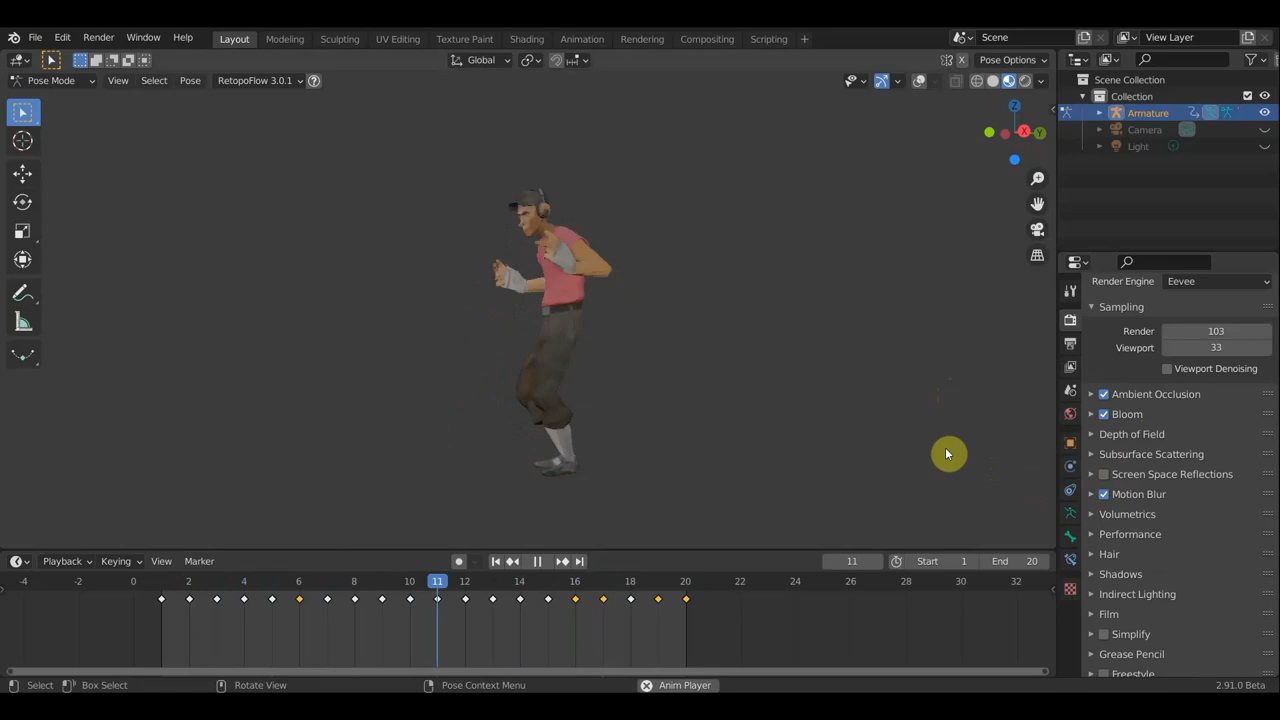 File Edit Render Window Help Layout Modeling Sculpting UV Editing Texture Paint Shading Animation Rendering Compositing Scripting + Scene View Layer
Global X Pose Options
Pose Mode View Select Pose RetopoFlow 3.0.1 ?
Scene Collection
Collection
Armature
Camera
Light
Z
X Y
Render Engine Eevee
Sampling
Render 103
Viewport 33
Viewport Denoising
Ambient Occlusion
Bloom
Depth of Field
Subsurface Scattering
Screen Space Reflections
Motion Blur
Volumetrics
Performance
Hair
Shadows
Indirect Lighting
Film
Simplify
Grease Pencil
Freestyle
Playback Keying View Marker 11 Start 1 End 20
-4 -2 0 2 4 6 8 10 11 12 14 16 18 20 22 24 26 28 30 32
Select Box Select Rotate View Pose Context Menu Anim Player 2.91.0 Beta